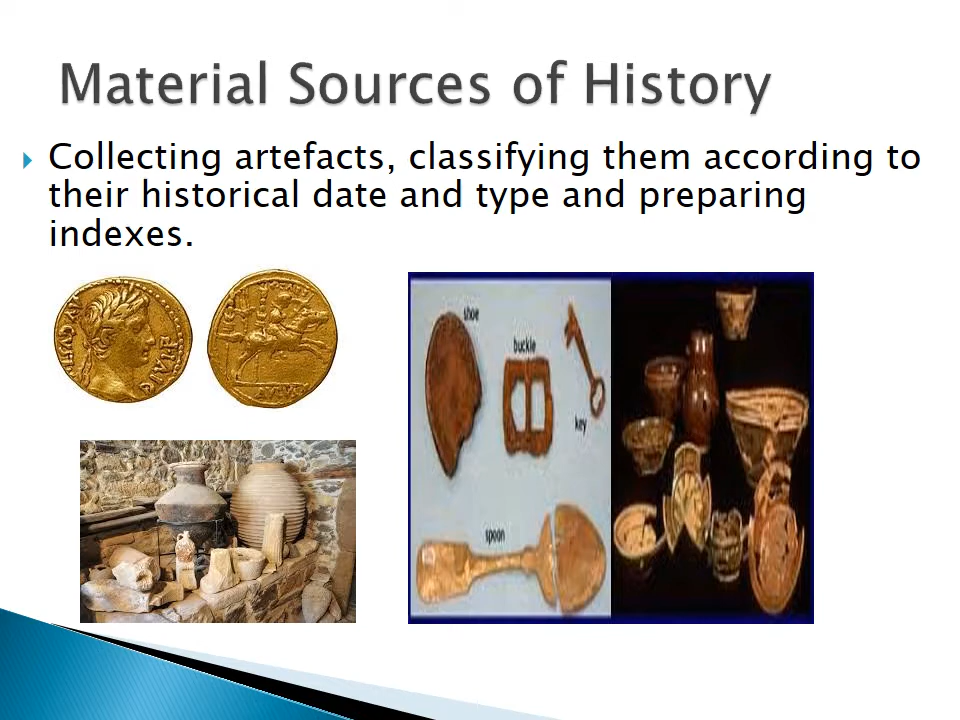 Material Sources of History
Collecting artefacts, classifying them according to
their historical date and type and preparing
indexes.
shoe
buckle
key
spoon